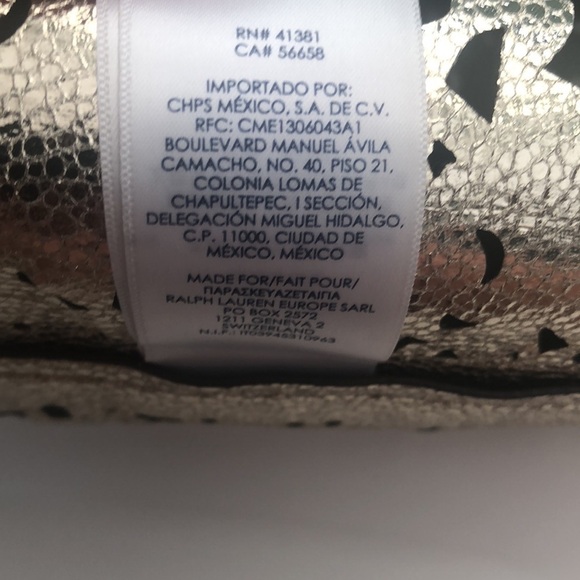 RN# 41381
CA# 56658
IMPORTADO POR:
CHPS MÉXICO, S.A. DE C.V.
RFC: CME1306043A1
BOULEVARD MANUEL ÁVILA
CAMACHO, NO. 40, PISO 21,
COLONIA LOMAS DE
CHAPULTEPEC, I SECCIÓN,
DELEGACIÓN MIGUEL HIDALGO,
C.P. 11000, CIUDAD DE
MÉXICO, MÉXICO
MADE FOR/FAIT POUR/
ΠΑΡΑΣΚΕΥΑΖΕΤΑΙΓΙΑ
RALPH LAUREN EUROPE SARL
PO BOX 2572
1211 GENEVA 2
SWITZERLAND
N.I.F.: IT03945310963